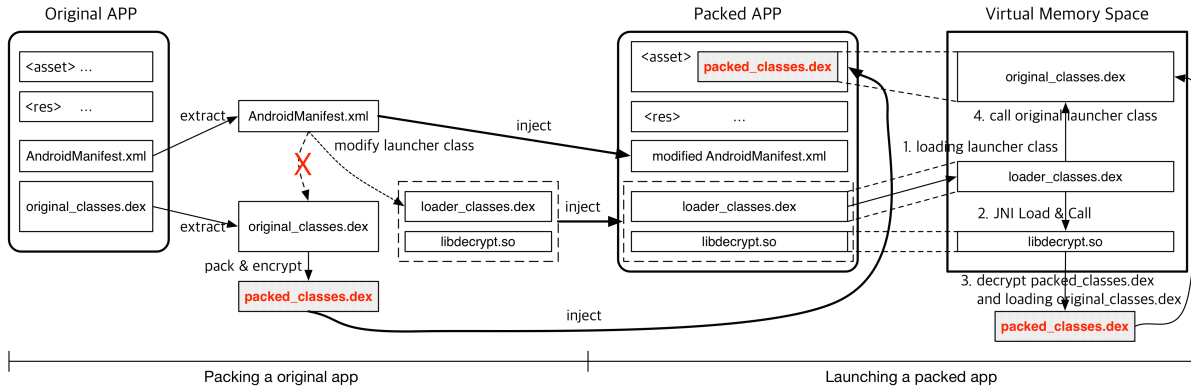 Original APP
Packed APP
Virtual Memory Space
<asset> ...
<res> ...
AndroidManifest.xml
original_classes.dex
extract
extract
AndroidManifest.xml
X
modify launcher class
original_classes.dex
pack & encrypt
packed_classes.dex
loader_classes.dex
libdecrypt.so
inject
inject
inject
<asset>
packed_classes.dex
<res> ...
modified AndroidManifest.xml
loader_classes.dex
libdecrypt.so
original_classes.dex
4. call original launcher class
1. loading launcher class
loader_classes.dex
2. JNI Load & Call
libdecrypt.so
3. decrypt packed_classes.dex
and loading original_classes.dex
packed_classes.dex
Packing a original app
Launching a packed app